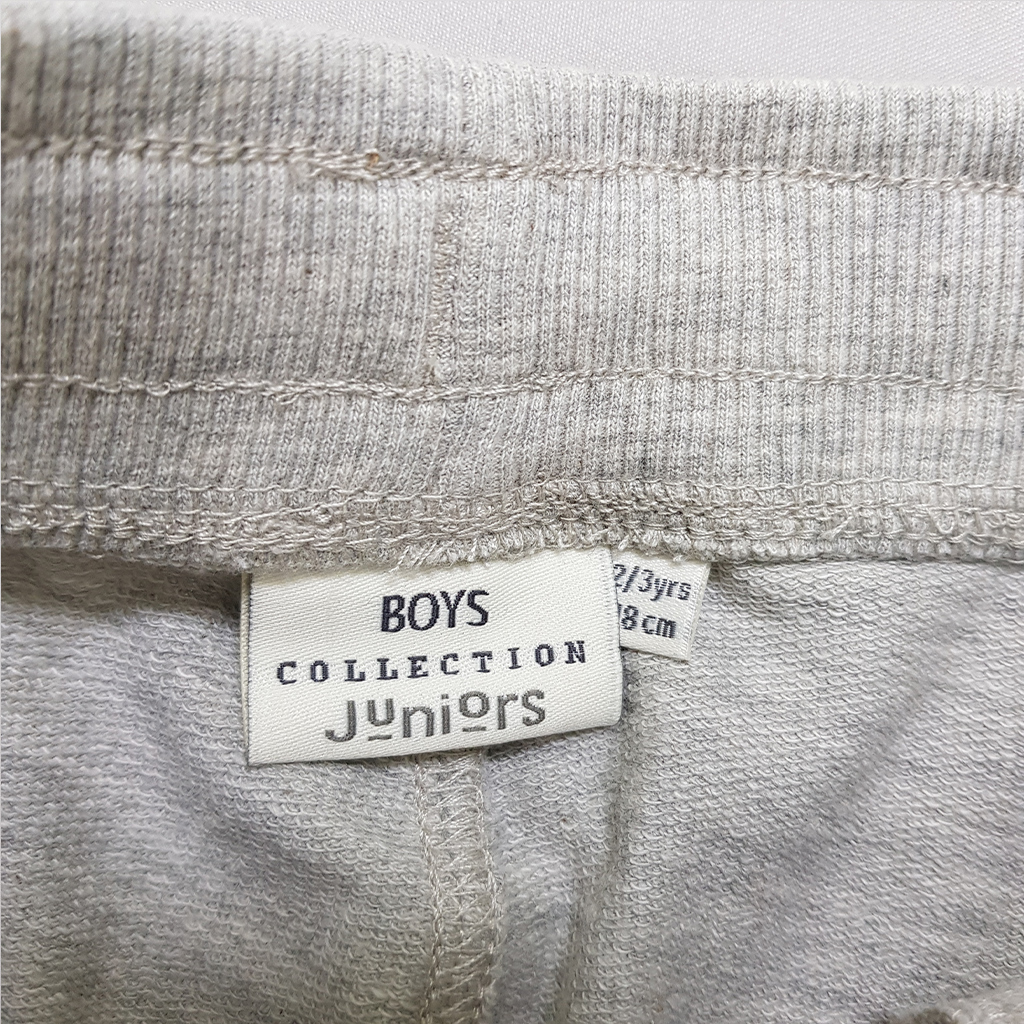 BOYS
COLLECTION
Juniors
2/3yrs
8 cm